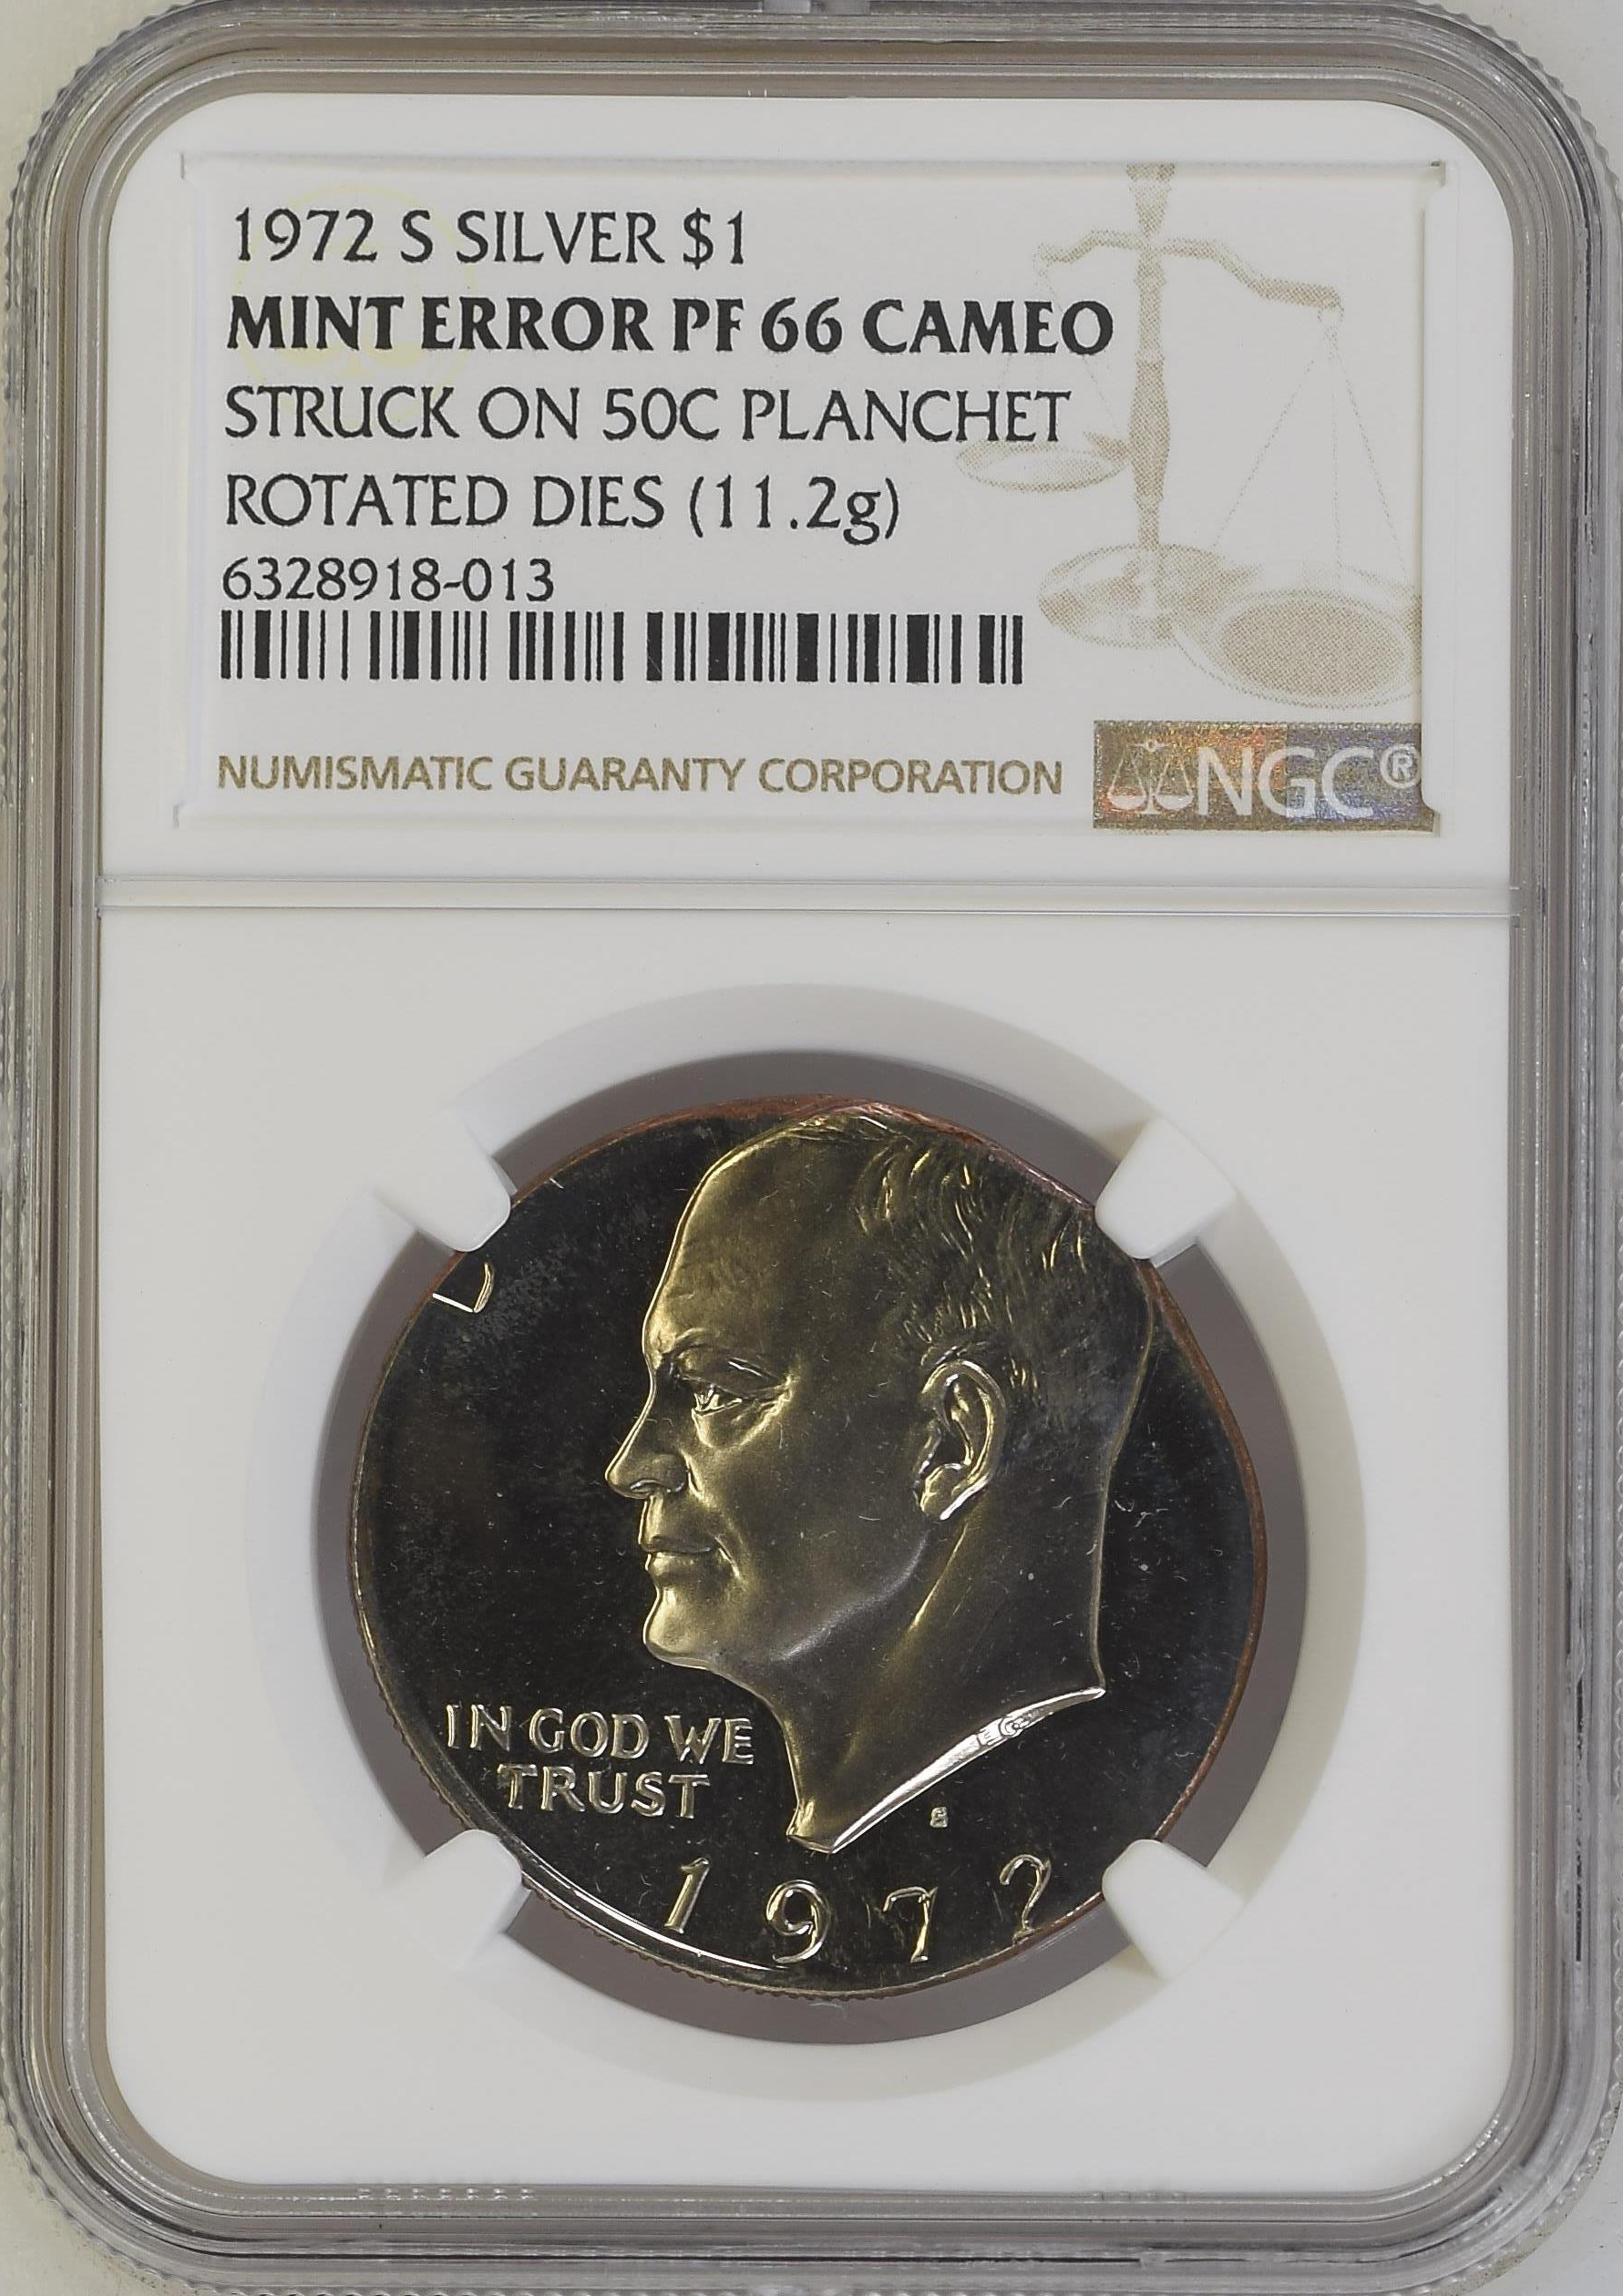 1972 S SILVER $1
MINT ERROR PF 66 CAMEO
STRUCK ON 50C PLANCHET
ROTATED DIES (11.2g)
6328918-013
NUMISMATIC GUARANTY CORPORATION
NGC®
IN GOD WE
TRUST
S
1972